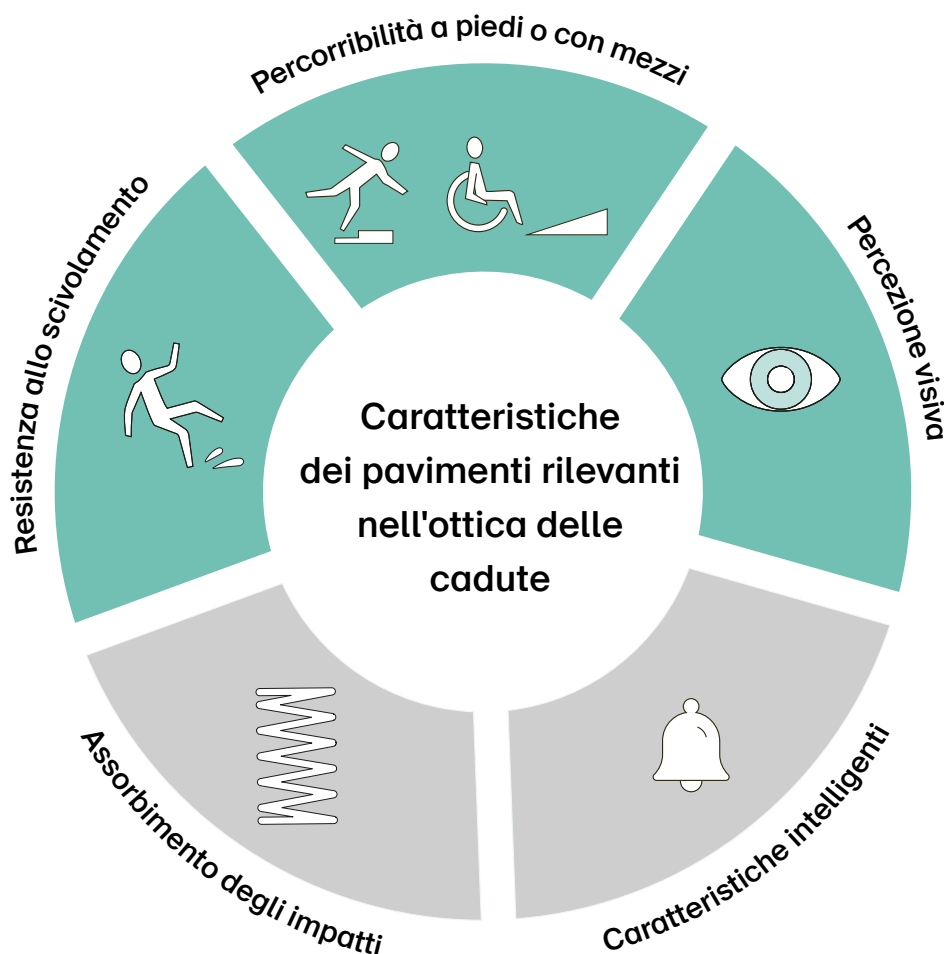 Percorribilità a piedi o con mezzi
Percezione visiva
Resistenza allo scivolamento
Caratteristiche
dei pavimenti rilevanti
nell'ottica delle
cadute
Assorbimento degli impatti
Caratteristiche intelligenti